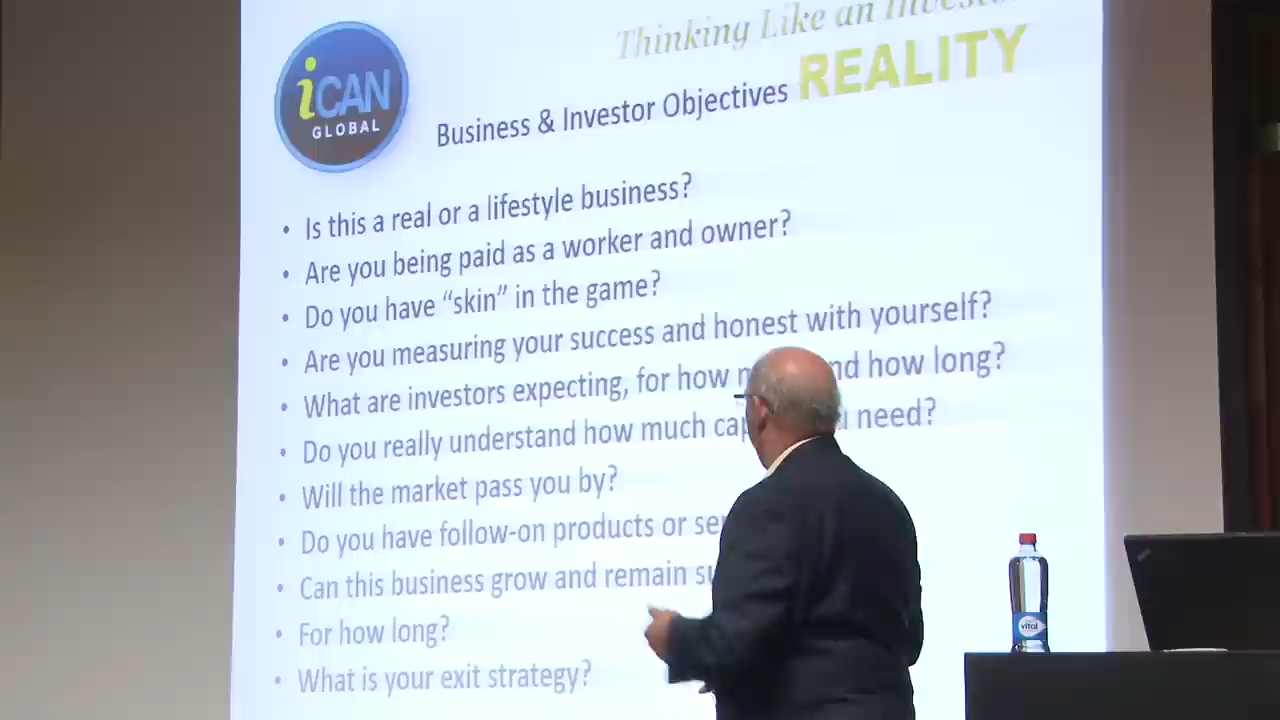 Thinking Like an
iCAN
GLOBAL
Business & Investor Objectives REALITY
• Is this a real or a lifestyle business?
• Are you being paid as a worker and owner?
• Do you have “skin” in the game?
• Are you measuring your success and honest with yourself?
• What are investors expecting, for how and how long?
• Do you really understand how much need?
• Will the market pass you by?
• Do you have follow-on products or
• Can this business grow and remain
• For how long?
• What is your exit strategy?
vital